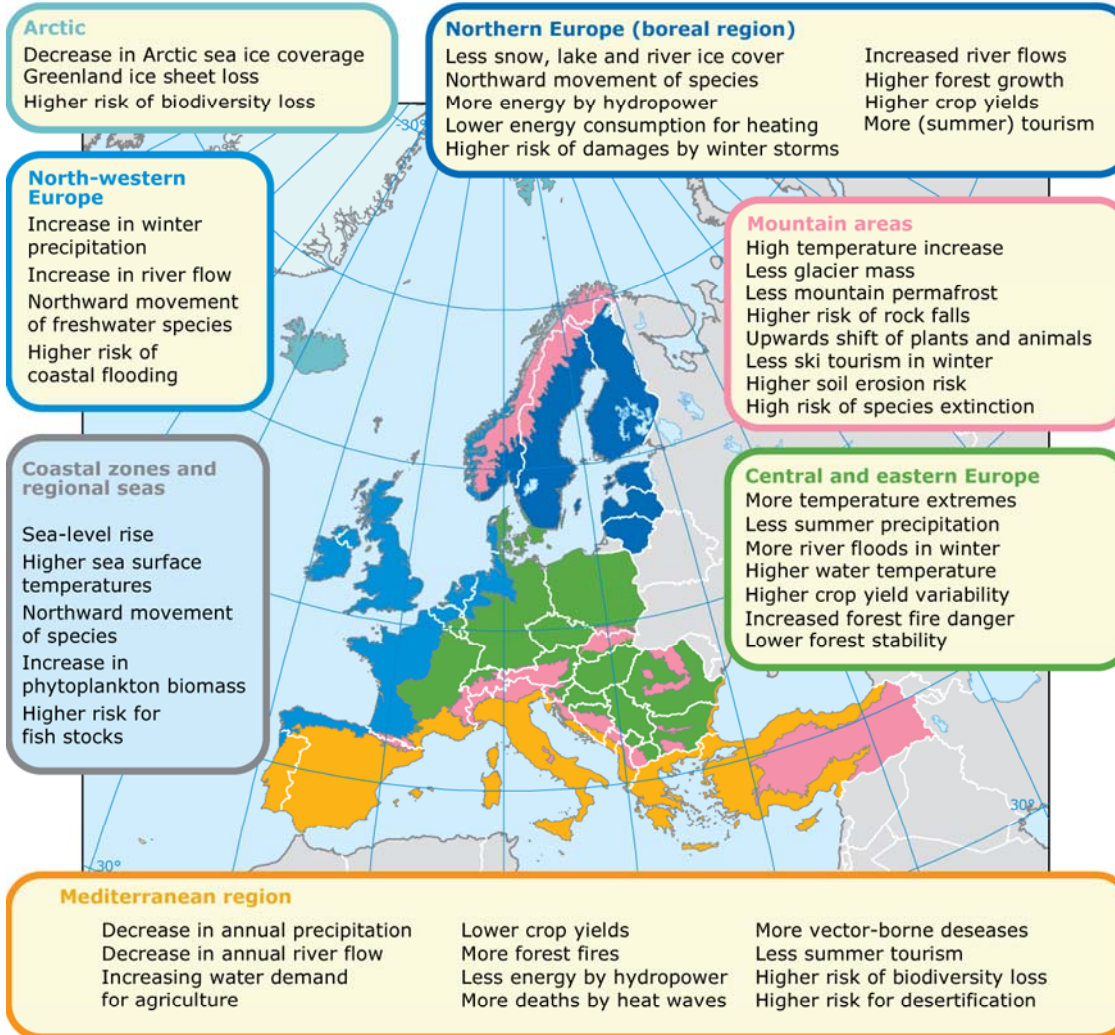 Arctic
Decrease in Arctic sea ice coverage
Greenland ice sheet loss
Higher risk of biodiversity loss
Northern Europe (boreal region)
Less snow, lake and river ice cover
Northward movement of species
More energy by hydropower
Lower energy consumption for heating
Higher risk of damages by winter storms
Increased river flows
Higher forest growth
Higher crop yields
More (summer) tourism
North-western
Europe
Increase in winter
precipitation
Increase in river flow
Northward movement
of freshwater species
Higher risk of
coastal flooding
Mountain areas
High temperature increase
Less glacier mass
Less mountain permafrost
Higher risk of rock falls
Upwards shift of plants and animals
Less ski tourism in winter
Higher soil erosion risk
High risk of species extinction
Coastal zones and
regional seas
Sea-level rise
Higher sea surface
temperatures
Northward movement
of species
Increase in
phytoplankton biomass
Higher risk for
fish stocks
Central and eastern Europe
More temperature extremes
Less summer precipitation
More river floods in winter
Higher water temperature
Higher crop yield variability
Increased forest fire danger
Lower forest stability
-30°
30°
30°
Mediterranean region
Decrease in annual precipitation
Decrease in annual river flow
Increasing water demand
for agriculture
Lower crop yields
More forest fires
Less energy by hydropower
More deaths by heat waves
More vector-borne deseases
Less summer tourism
Higher risk of biodiversity loss
Higher risk for desertification